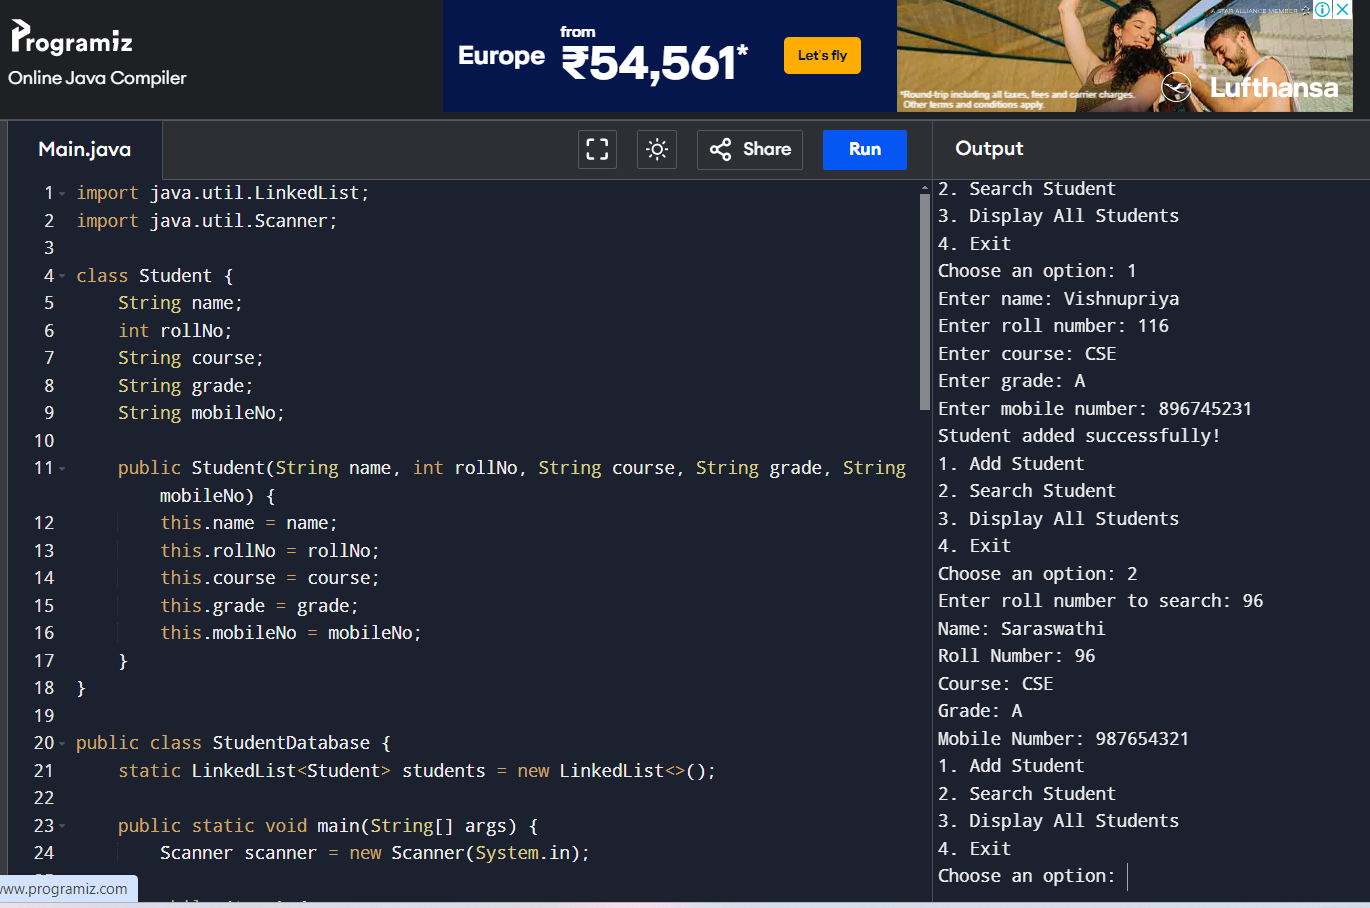 Programiz
Online Java Compiler
Europe
from
₹54,561*
Let's fly
A STAR ALLIANCE MEMBER
*Round-trip including all taxes, fees and carrier charges.
Other terms and conditions apply.
Lufthansa
Main.java
Share
Run
Output
1 import java.util.LinkedList;
2 import java.util.Scanner;
3
4 class Student {
5 String name;
6 int rollNo;
7 String course;
8 String grade;
9 String mobileNo;
10
11 public Student(String name, int rollNo, String course, String grade, String
mobileNo) {
12 this.name = name;
13 this.rollNo = rollNo;
14 this.course = course;
15 this.grade = grade;
16 this.mobileNo = mobileNo;
17 }
18 }
19
20 public class StudentDatabase {
21 static LinkedList<Student> students = new LinkedList<>();
22
23 public static void main(String[] args) {
24 Scanner scanner = new Scanner(System.in);
www.programiz.com
2. Search Student
3. Display All Students
4. Exit
Choose an option: 1
Enter name: Vishnupriya
Enter roll number: 116
Enter course: CSE
Enter grade: A
Enter mobile number: 896745231
Student added successfully!
1. Add Student
2. Search Student
3. Display All Students
4. Exit
Choose an option: 2
Enter roll number to search: 96
Name: Saraswathi
Roll Number: 96
Course: CSE
Grade: A
Mobile Number: 987654321
1. Add Student
2. Search Student
3. Display All Students
4. Exit
Choose an option: